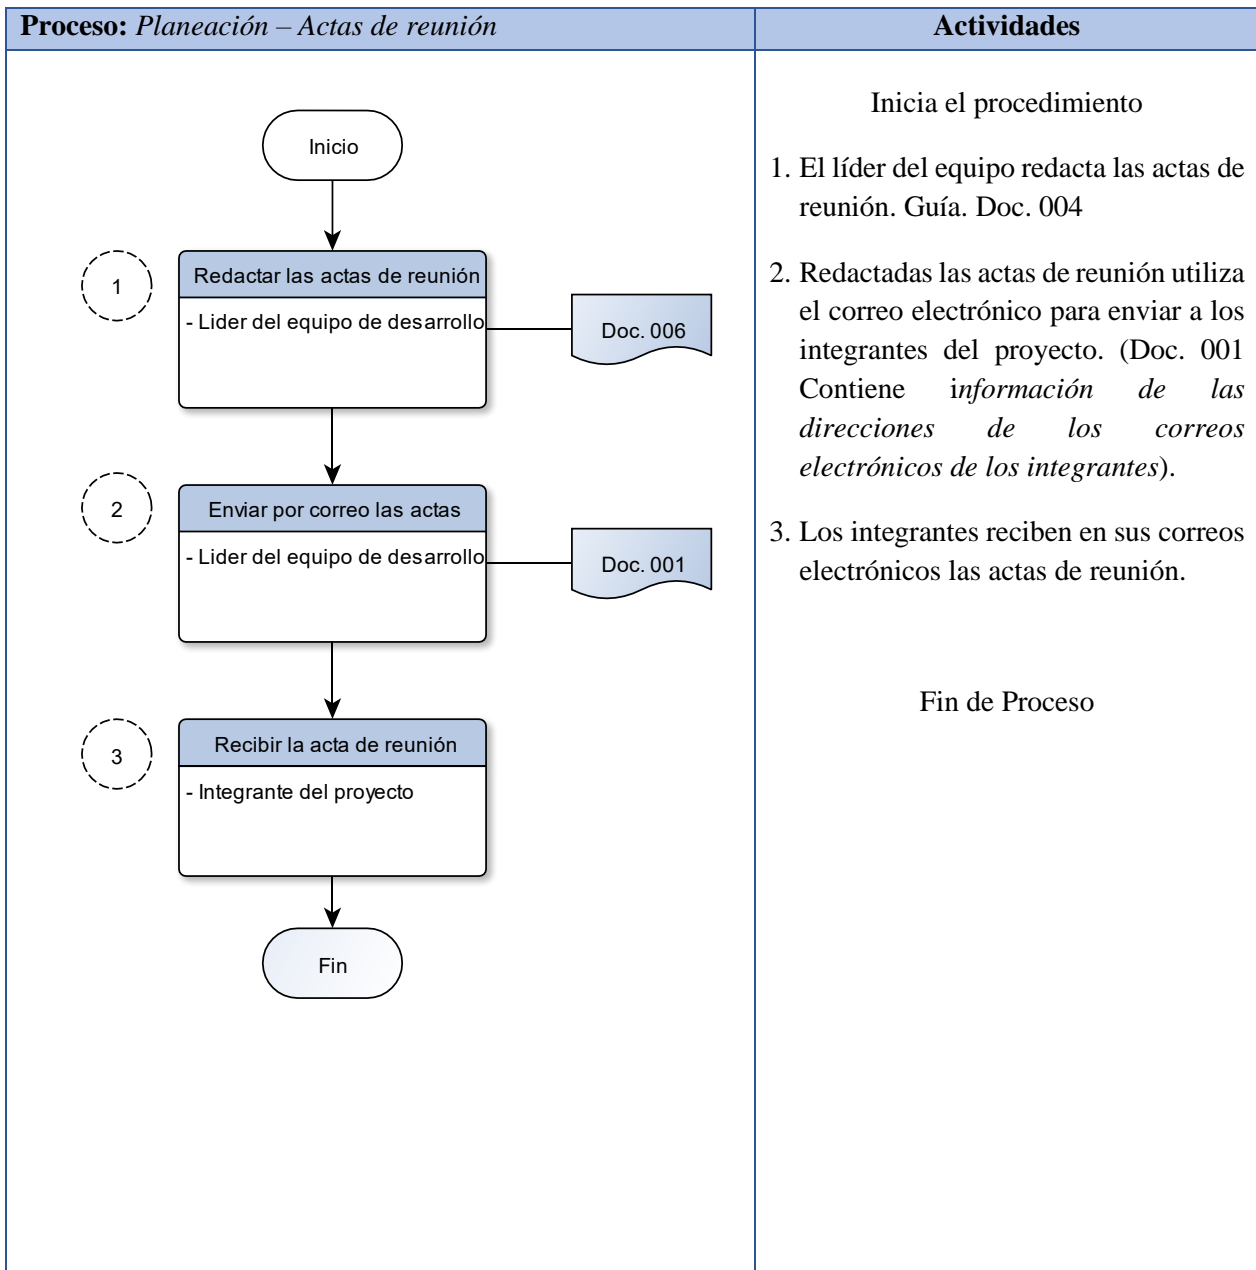 Proceso: Planeación – Actas de reunión
Actividades
Inicio
1
Redactar las actas de reunión
- Lider del equipo de desarrollo
Doc. 006
2
Enviar por correo las actas
- Lider del equipo de desarrollo
Doc. 001
3
Recibir la acta de reunión
- Integrante del proyecto
Fin
Inicia el procedimiento
1. El líder del equipo redacta las actas de
reunión. Guía. Doc. 004
2. Redactadas las actas de reunión utiliza
el correo electrónico para enviar a los
integrantes del proyecto. (Doc. 001
Contiene información de las
direcciones de los correos
electrónicos de los integrantes).
3. Los integrantes reciben en sus correos
electrónicos las actas de reunión.
Fin de Proceso